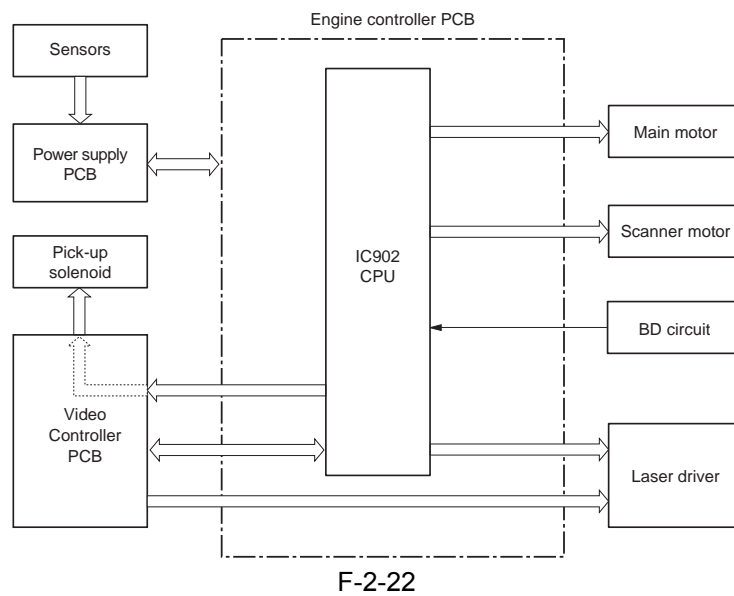 Engine controller PCB
Sensors
Power supply
PCB
Pick-up
solenoid
Video
Controller
PCB
IC902
CPU
Main motor
Scanner motor
BD circuit
Laser driver
F-2-22